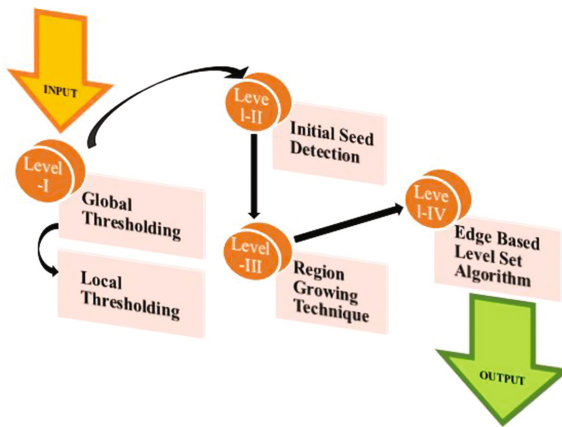 INPUT
Level
-I
Global
Thresholding
Local
Thresholding
Leve
l-II
Initial Seed
Detection
Level
-III
Region
Growing
Technique
Leve
l-IV
Edge Based
Level Set
Algorithm
OUTPUT